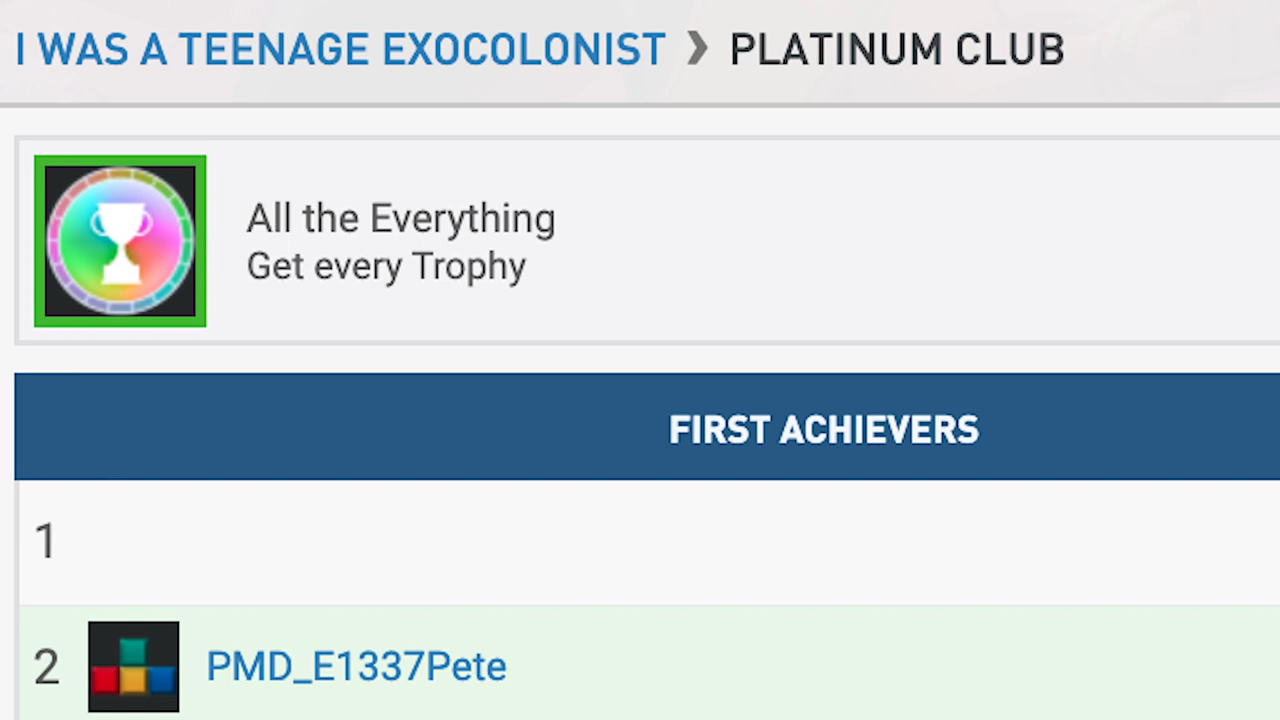 I WAS A TEENAGE EXOCOLONIST › PLATINUM CLUB
All the Everything
Get every Trophy
FIRST ACHIEVERS
1
2 PMD_E1337Pete